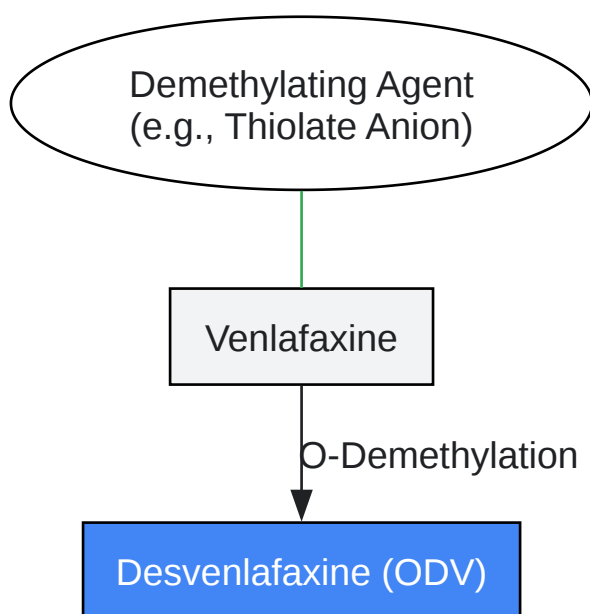 Demethylating Agent
(e.g., Thiolate Anion)
Venlafaxine
O-Demethylation
Desvenlafaxine (ODV)